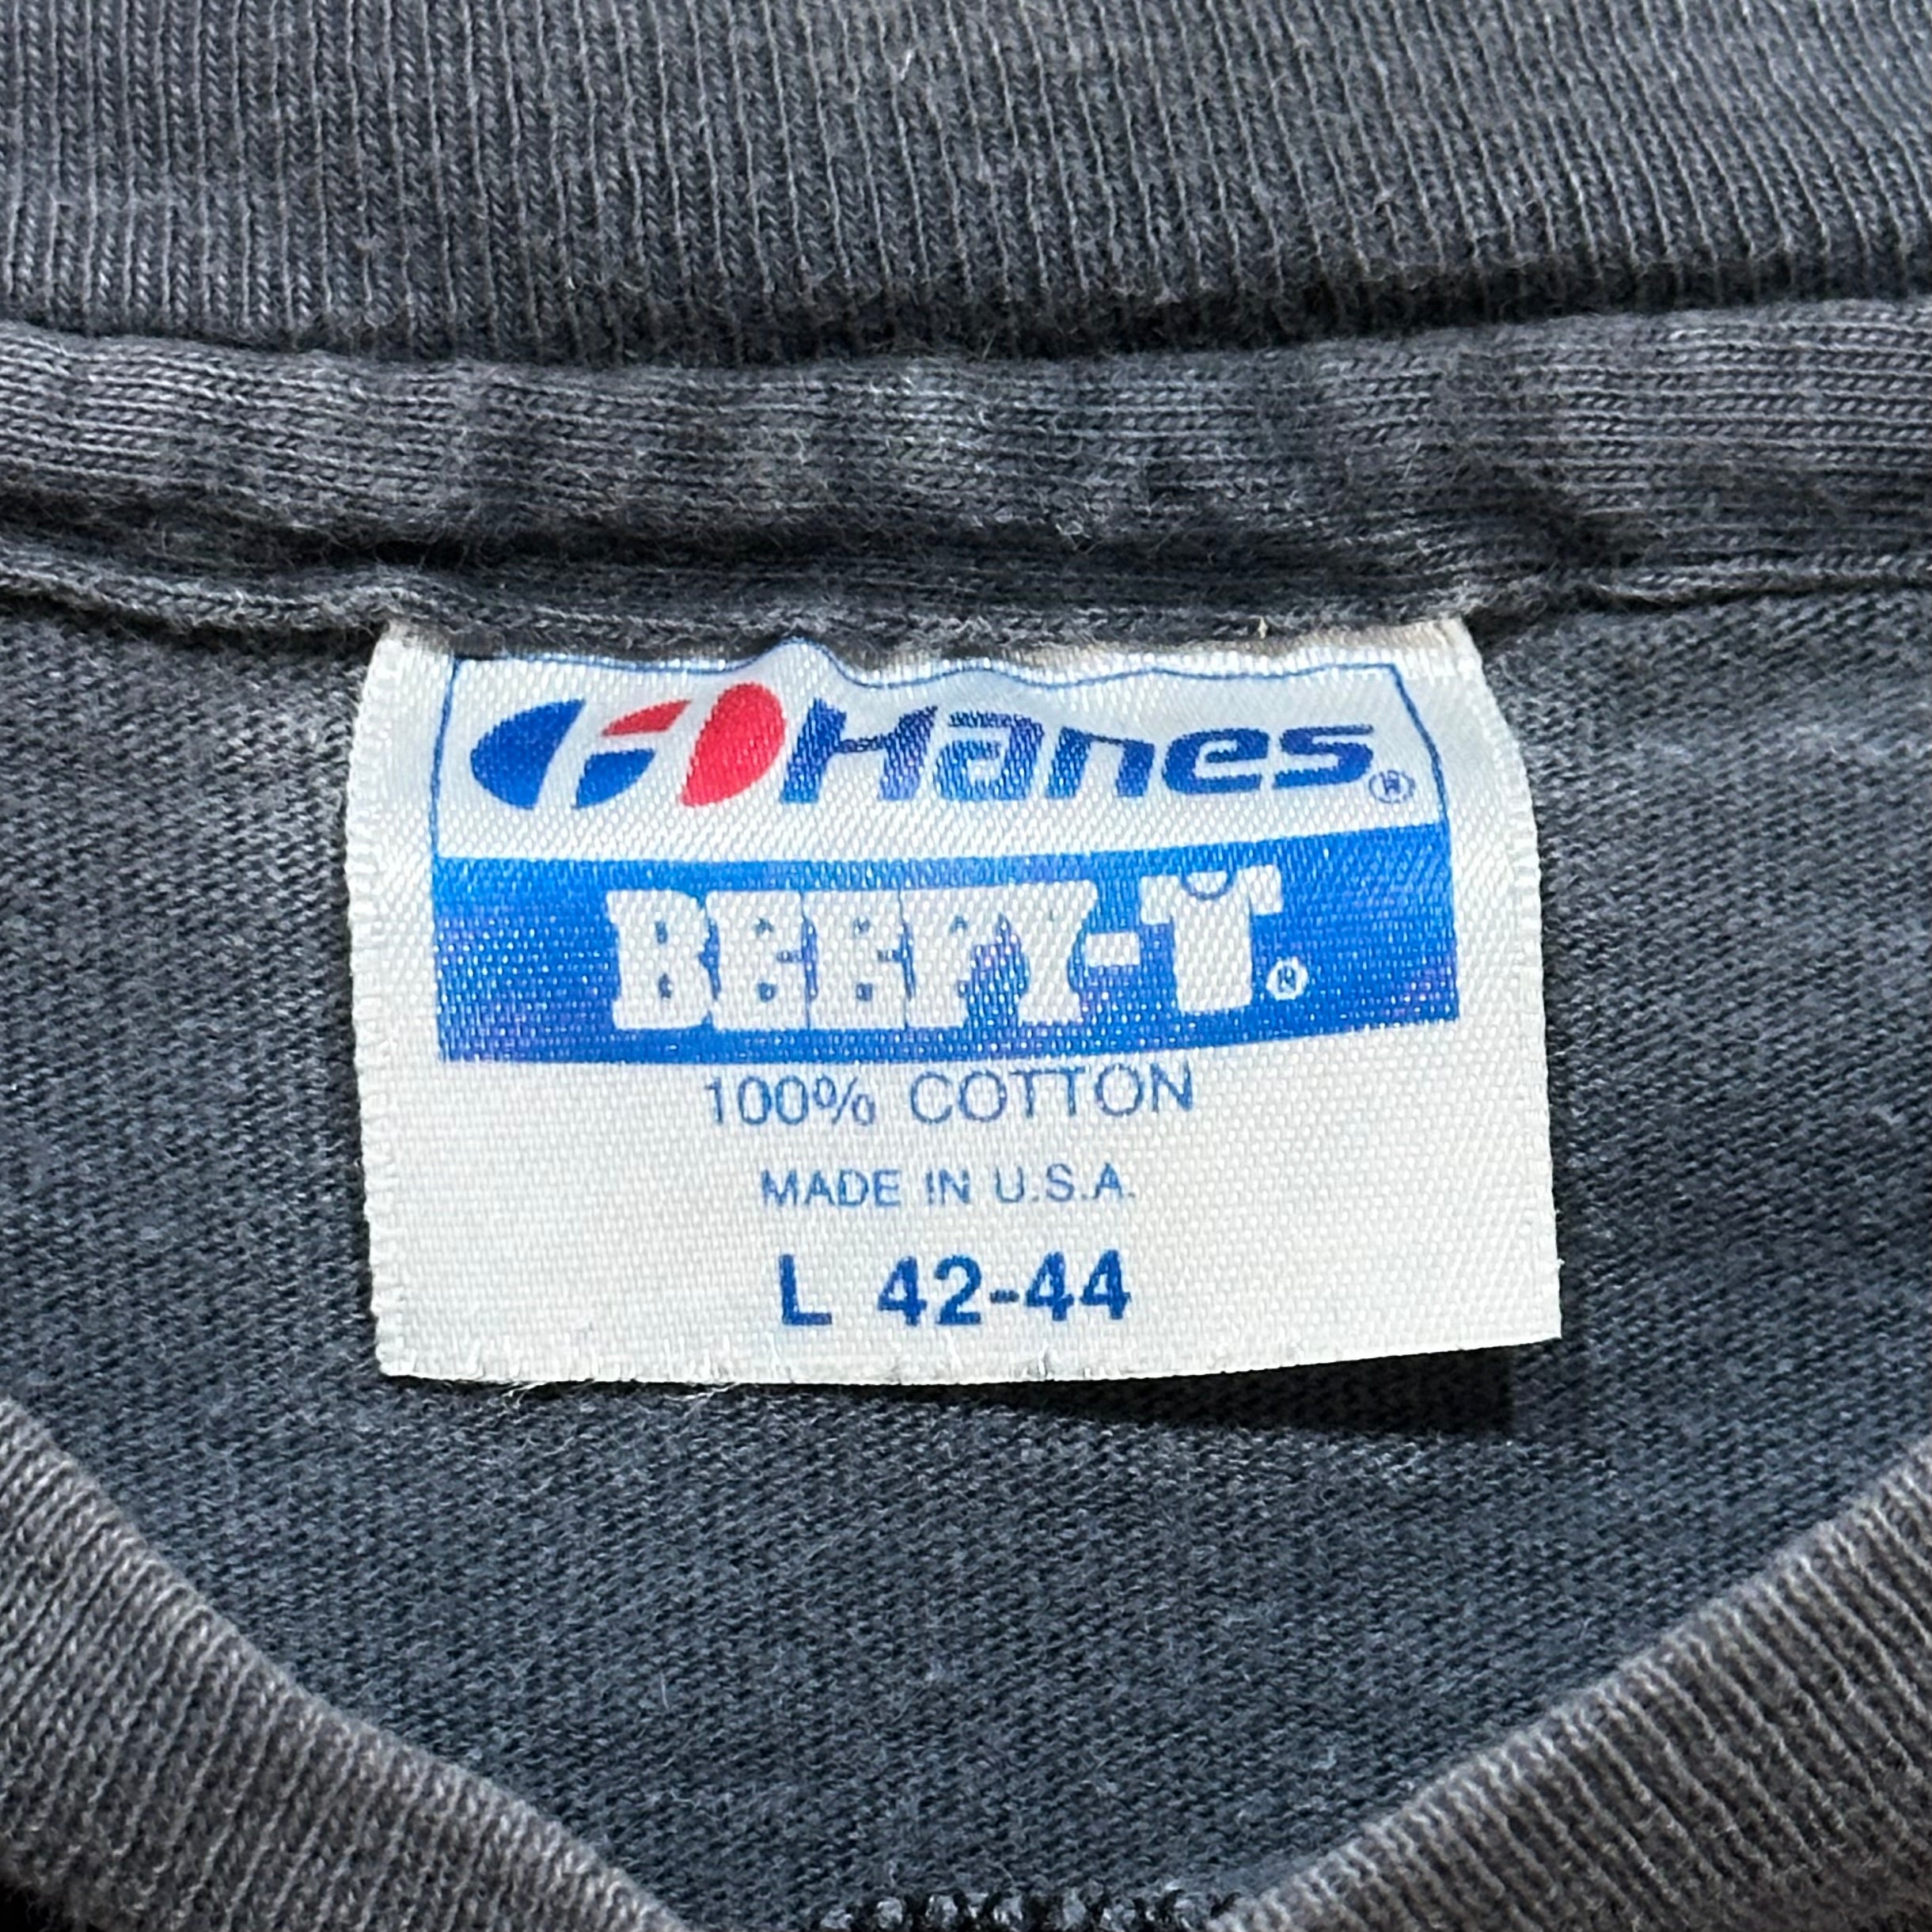 Hanes®
BEEFY-T®
100% COTTON
MADE IN U.S.A.
L 42-44